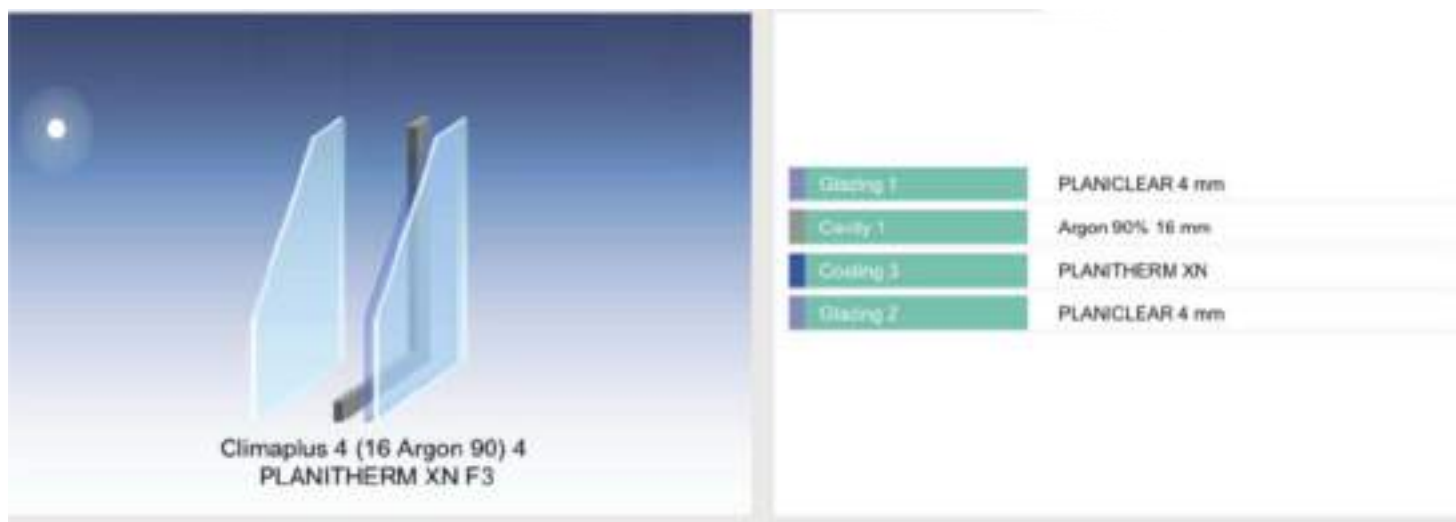 Climaplus 4 (16 Argon 90) 4
PLANITHERM XN F3
Glazing 1 PLANICLEAR 4 mm
Cavity 1 Argon 90% 16 mm
Coating 3 PLANITHERM XN
Glazing 2 PLANICLEAR 4 mm